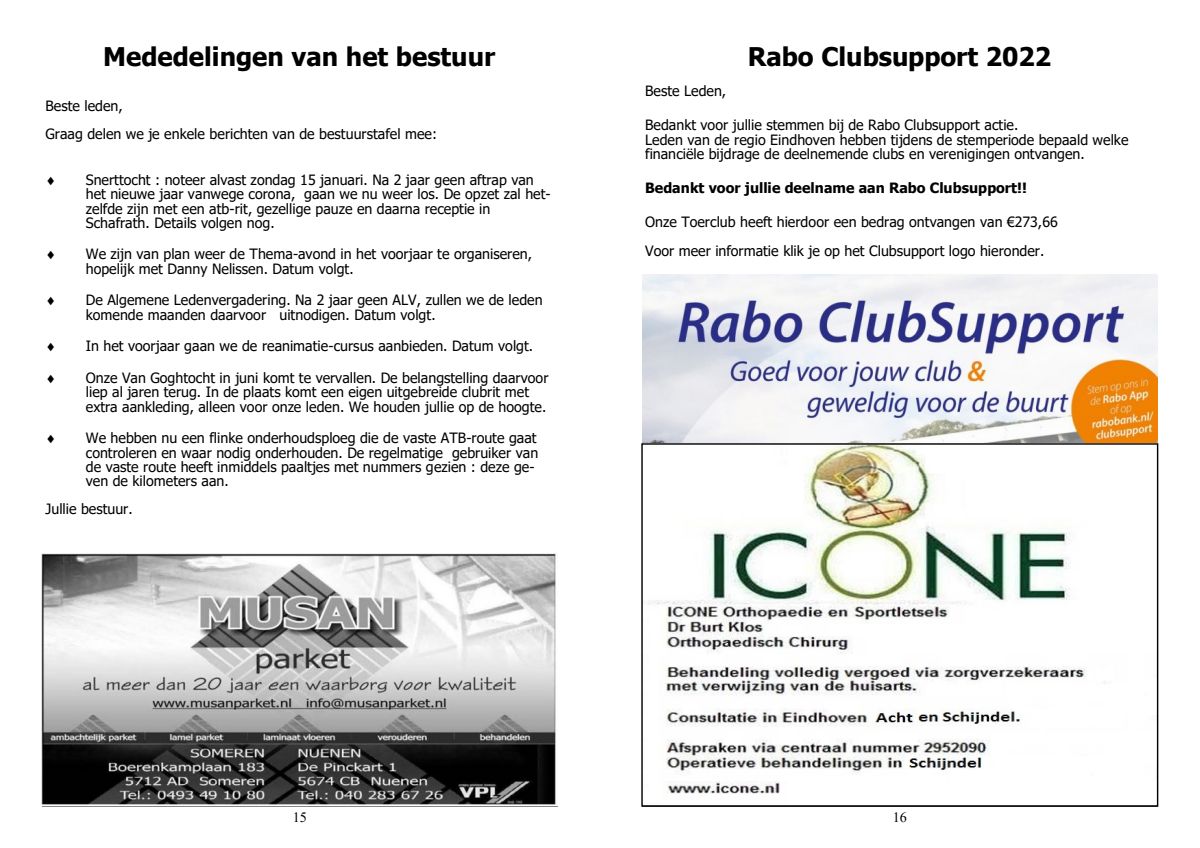 Mededelingen van het bestuur
Beste leden,
Graag delen we je enkele berichten van de bestuurstafel mee:
♦ Snerttocht : noteer alvast zondag 15 januari. Na 2 jaar geen aftrap van
het nieuwe jaar vanwege corona, gaan we nu weer los. De opzet zal het-
zelfde zijn met een atb-rit, gezellige pauze en daarna receptie in
Schafrath. Details volgen nog.
♦ We zijn van plan weer de Thema-avond in het voorjaar te organiseren,
hopelijk met Danny Nelissen. Datum volgt.
♦ De Algemene Ledenvergadering. Na 2 jaar geen ALV, zullen we de leden
komende maanden daarvoor uitnodigen. Datum volgt.
♦ In het voorjaar gaan we de reanimatie-cursus aanbieden. Datum volgt.
♦ Onze Van Goghtocht in juni komt te vervallen. De belangstelling daarvoor
liep al jaren terug. In de plaats komt een eigen uitgebreide clubrit met
extra aankleding, alleen voor onze leden. We houden jullie op de hoogte.
♦ We hebben nu een flinke onderhoudsploeg die de vaste ATB-route gaat
controleren en waar nodig onderhouden. De regelmatige gebruiker van
de vaste route heeft inmiddels paaltjes met nummers gezien : deze ge-
ven de kilometers aan.
Jullie bestuur.
MUSAN
parket
al meer dan 20 jaar een waarborg voor kwaliteit
www.musanparket.nl info@musanparket.nl
ambachtelijk parket lamel parket laminaat vloeren verouderen behandelen
SOMEREN NUENEN
Boerenkamplaan 183 De Pinckart 1
5712 AD Someren 5674 CB Nuenen
Tel.: 0493 49 10 80 Tel.: 040 283 67 26
VPL
15
Rabo Clubsupport 2022
Beste Leden,
Bedankt voor jullie stemmen bij de Rabo Clubsupport actie.
Leden van de regio Eindhoven hebben tijdens de stemperiode bepaald welke
financiële bijdrage de deelnemende clubs en verenigingen ontvangen.
Bedankt voor jullie deelname aan Rabo Clubsupport!!
Onze Toerclub heeft hierdoor een bedrag ontvangen van €273,66
Voor meer informatie klik je op het Clubsupport logo hieronder.
Rabo ClubSupport
Goed voor jouw club &
geweldig voor de buurt
Stem op ons in
de Rabo App
of op
rabobank.nl/
clubsupport
ICONE
ICONE Orthopaedie en Sportletsels
Dr Burt Klos
Orthopaedisch Chirurg
Behandeling volledig vergoed via zorgverzekeraars
met verwijzing van de huisarts.
Consultatie in Eindhoven Acht en Schijndel.
Afspraken via centraal nummer 2952090
Operatieve behandelingen in Schijndel
www.icone.nl
16